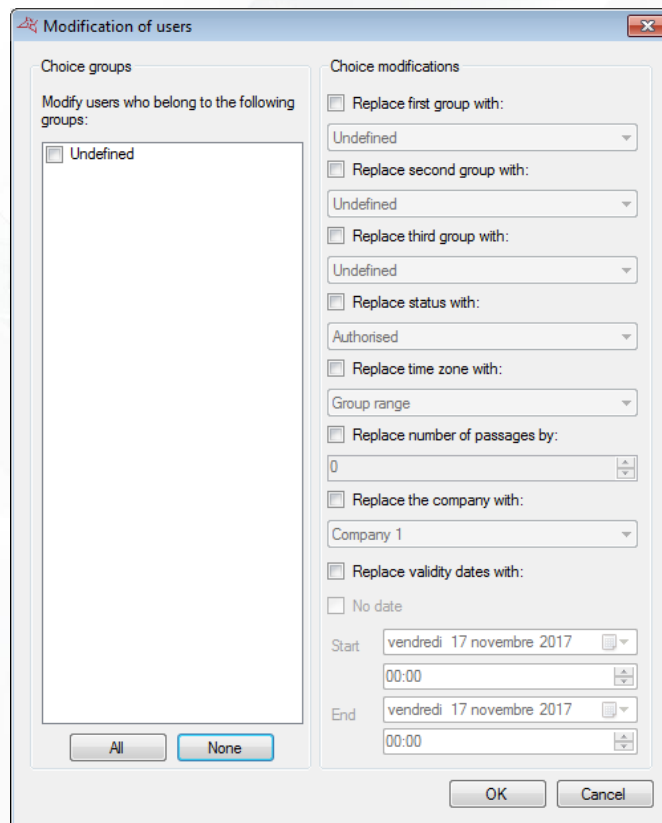 Modification of users
Choice groups
Modify users who belong to the following
groups:
Undefined
All
None
Choice modifications
Replace first group with:
Undefined
Replace second group with:
Undefined
Replace third group with:
Undefined
Replace status with:
Authorised
Replace time zone with:
Group range
Replace number of passages by:
0
Replace the company with:
Company 1
Replace validity dates with:
No date
Start
vendredi 17 novembre 2017
00:00
End
vendredi 17 novembre 2017
00:00
OK
Cancel